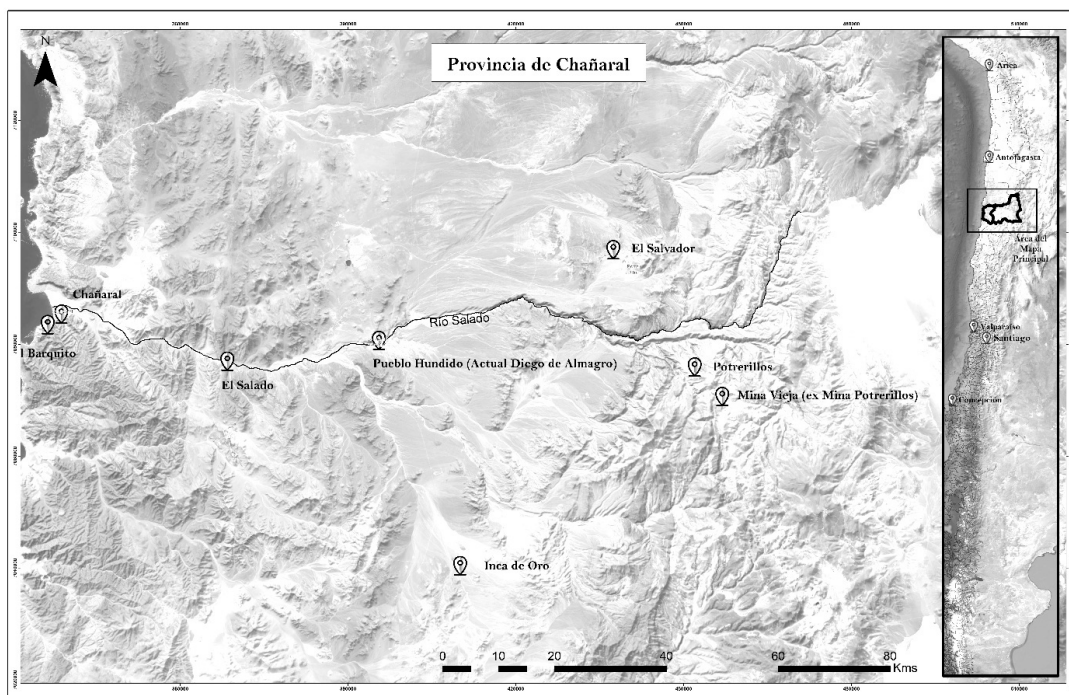 Provincia de Chañaral
N
Arica
Antofagasta
Área del
Mapa
Principal
El Salvador
Chañaral
Río Salado
Valparaíso
Santiago
l Barquito
Pueblo Hundido (Actual Diego de Almagro)
Potrerillos
El Salado
Mina Vieja (ex Mina Potrerillos)
Concepción
Inca de Oro
0 5 10 20 40 60 80
Kms